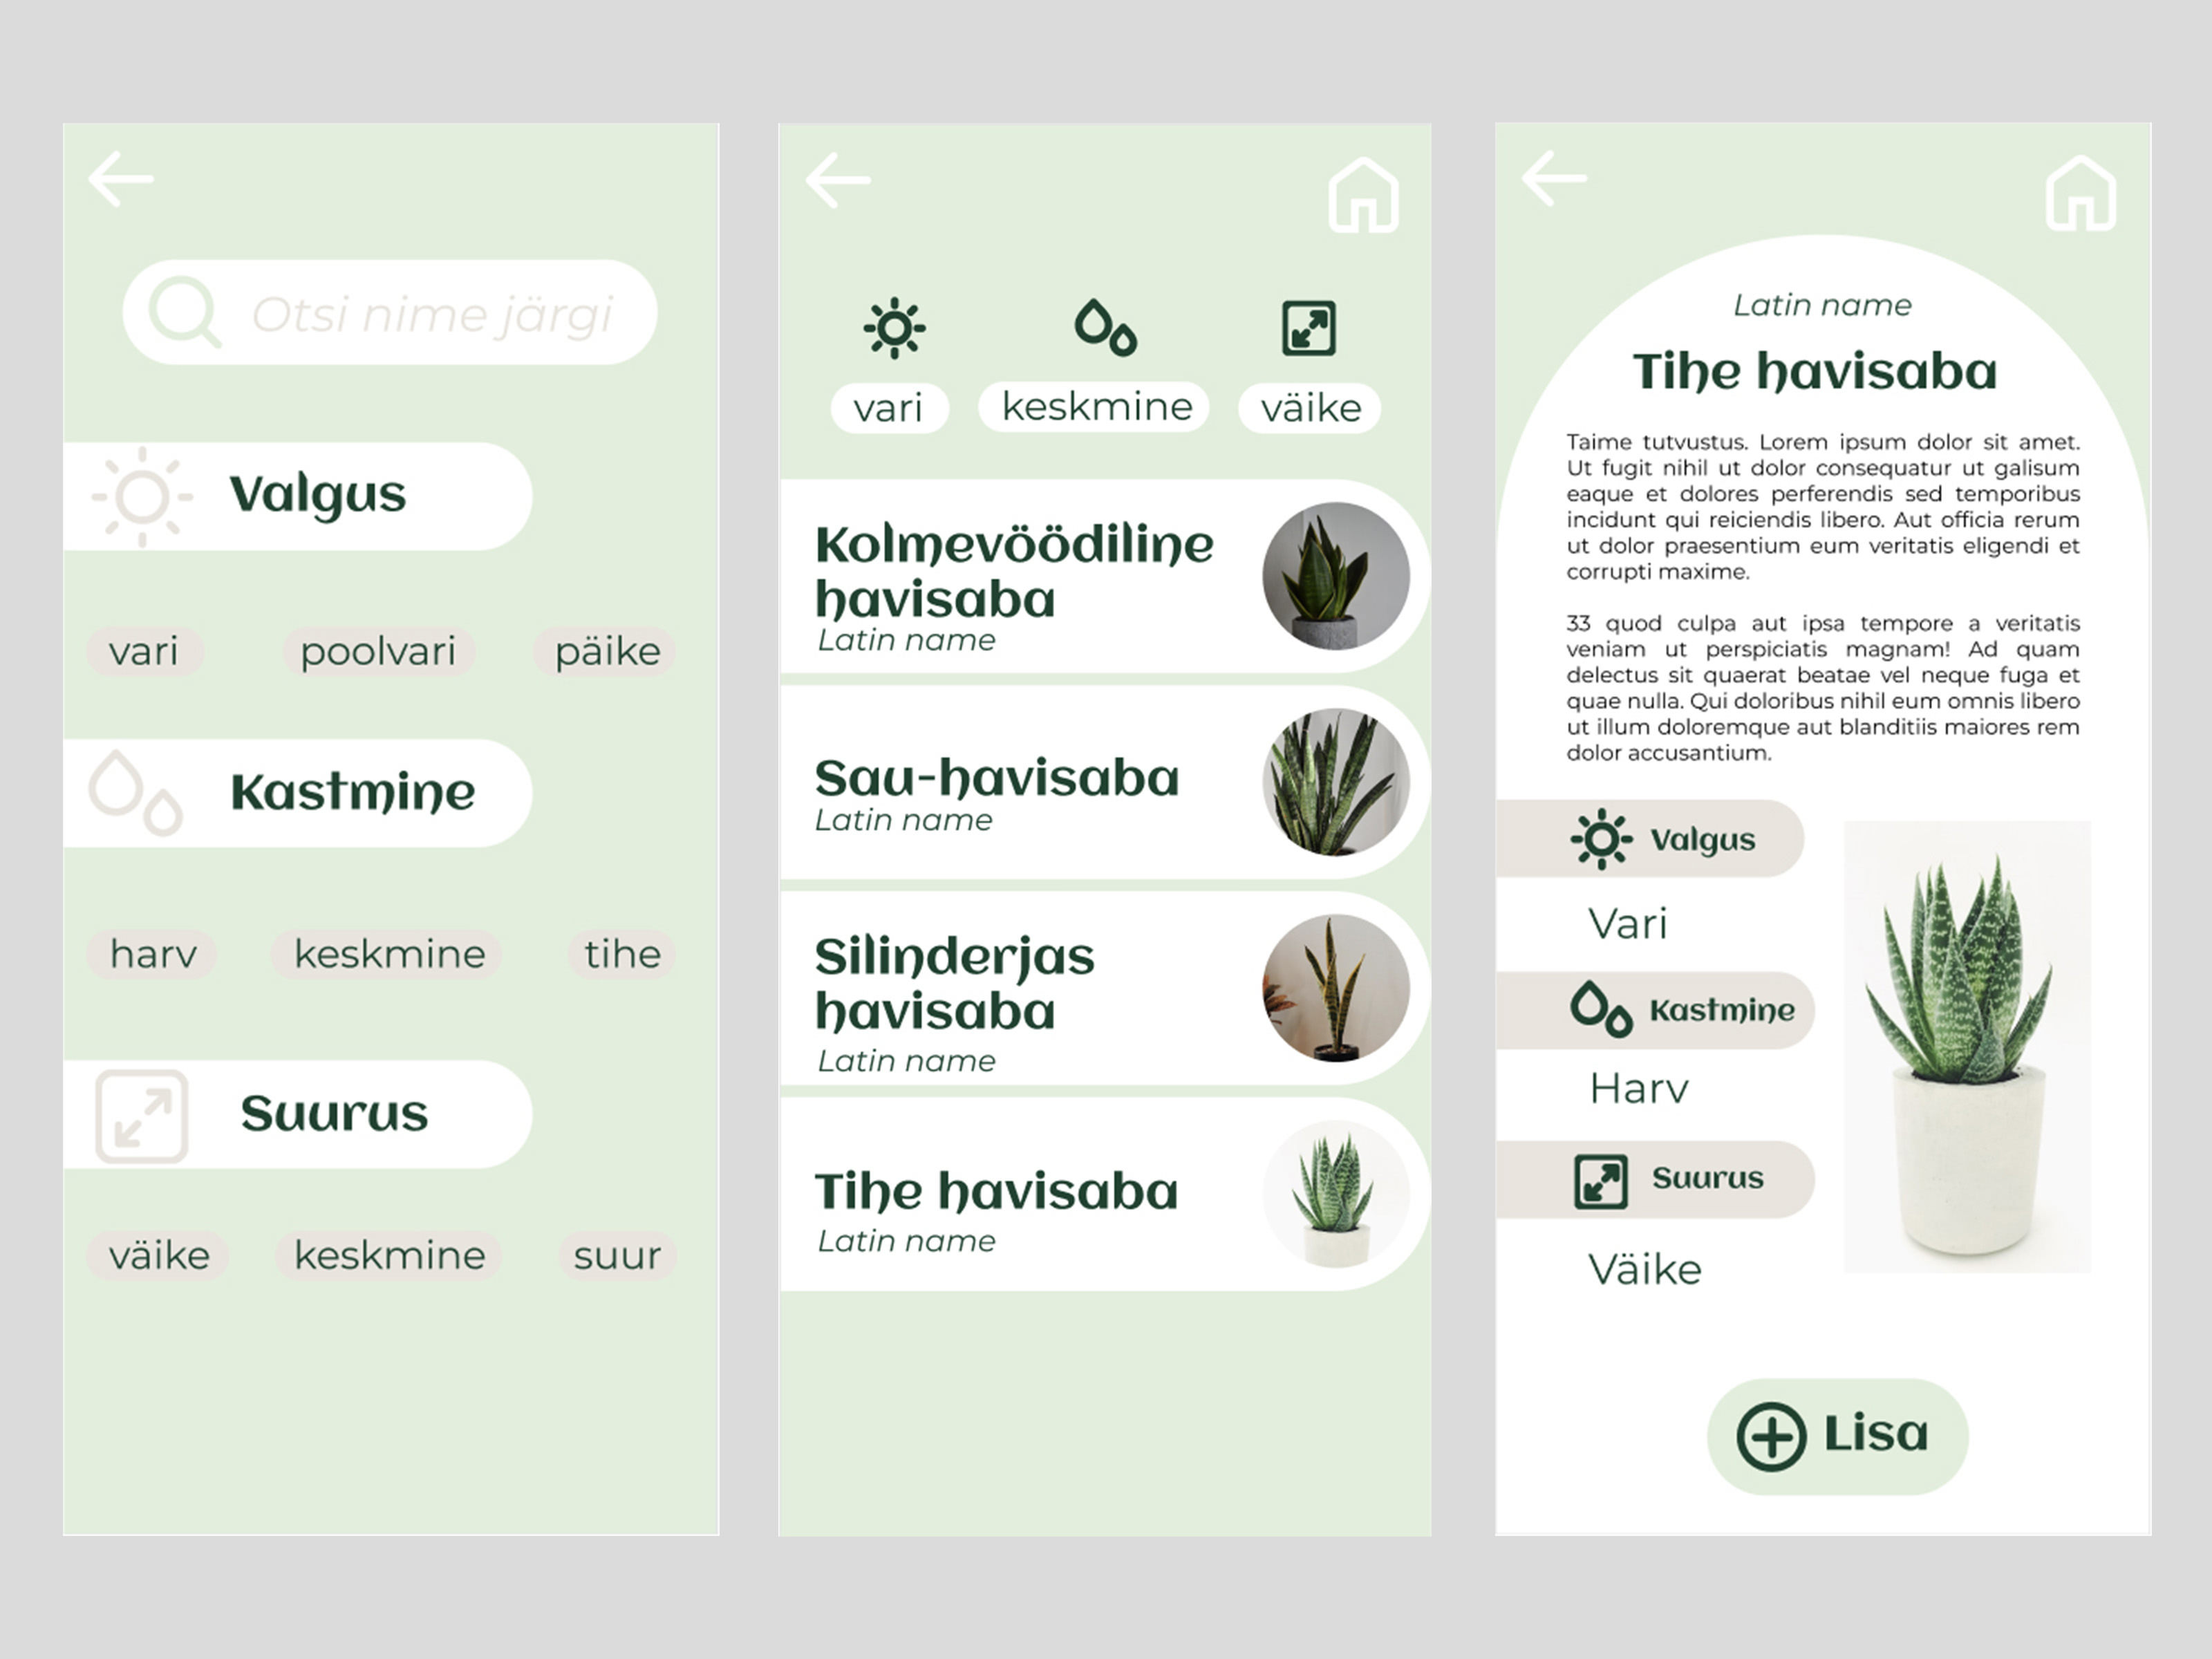 Otsi nime järgi
Valgus
vari poolvari päike
Kastmine
harv keskmine tihe
Suurus
väike keskmine suur
vari keskmine väike
Kolmevöödiline
havisaba
Latin name
Sau-havisaba
Latin name
Silinderjas
havisaba
Latin name
Tihe havisaba
Latin name
Latin name
Tihe havisaba
Taime tutvustus. Lorem ipsum dolor sit amet.
Ut fugit nihil ut dolor consequatur ut galisum
eaque et dolores perferendis sed temporibus
incidunt qui reiciendis libero. Aut officia rerum
ut dolor praesentium eum veritatis eligendi et
corrupti maxime.
33 quod culpa aut ipsa tempore a veritatis
veniam ut perspiciatis magnam! Ad quam
delectus sit quaerat beatae vel neque fuga et
quae nulla. Qui doloribus nihil eum omnis libero
ut illum doloremque aut blanditiis maiores rem
dolor accusantium.
Valgus
Vari
Kastmine
Harv
Suurus
Väike
Lisa